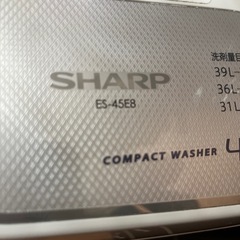 SHARP
ES-45E8
洗剤量目
39L-
36L-
31L
COMPACT WASHER 4